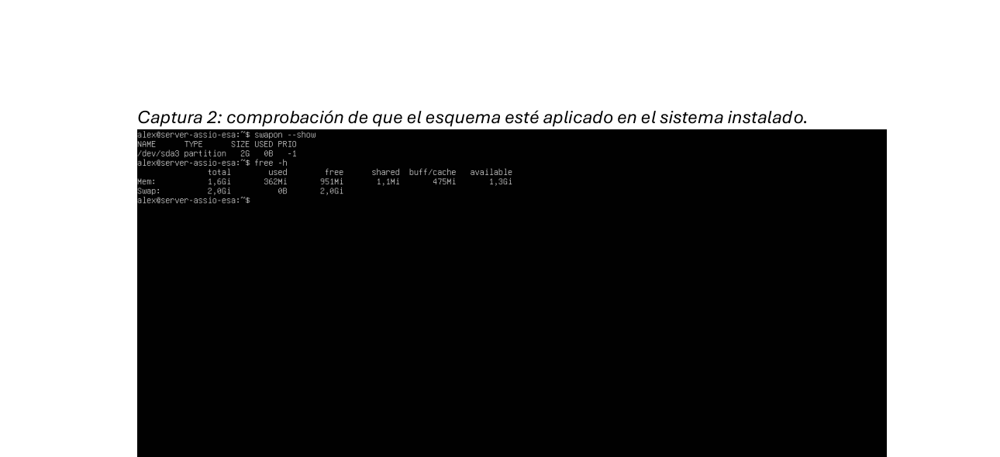 Captura 2: comprobación de que el esquema esté aplicado en el sistema instalado.
alex@server-assio-esa:~$ swapon --show
NAME      TYPE      SIZE USED PRIO
/dev/sda3 partition   2G   0B   -1
alex@server-assio-esa:~$ free -h
               total        used        free      shared  buff/cache   available
Mem:           1,6Gi       362Mi       951Mi       1,1Mi       475Mi       1,3Gi
Swap:          2,0Gi          0B       2,0Gi
alex@server-assio-esa:~$